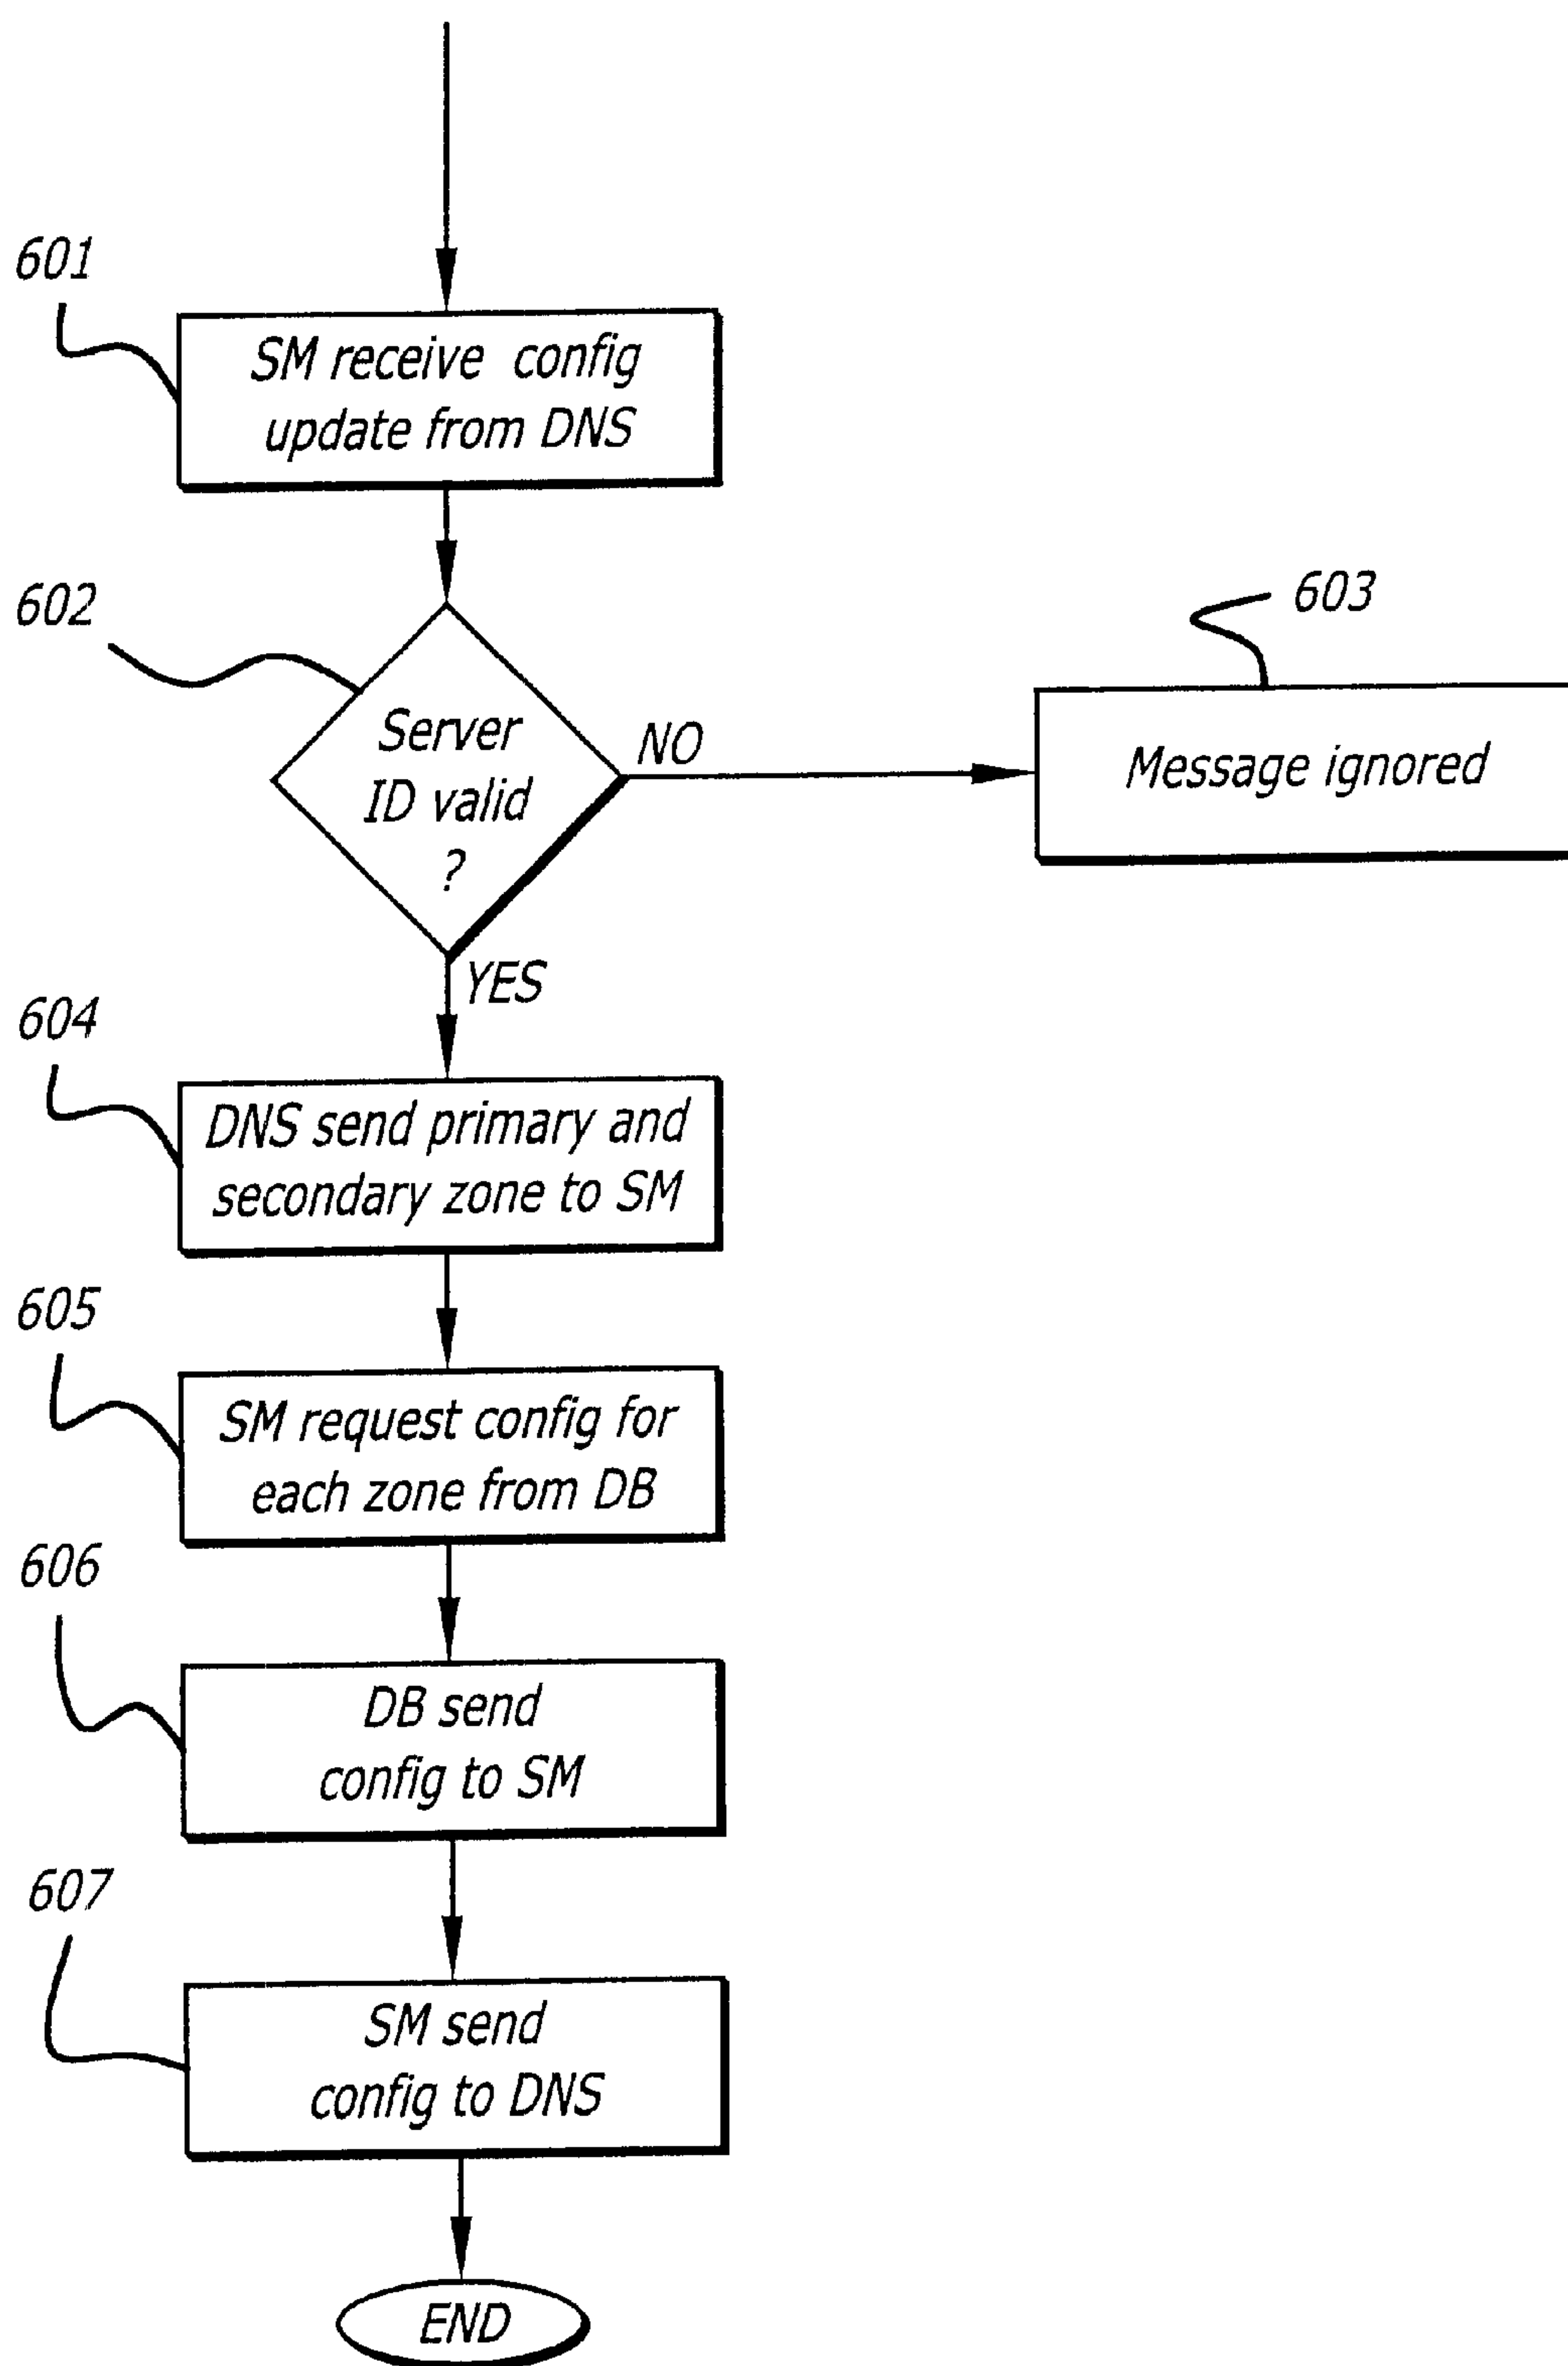 601
SM receive config
update from DNS
602
603
Server
ID valid
?
NO
Message ignored
YES
604
DNS send primary and
secondary zone to SM
605
SM request config for
each zone from DB
606
DB send
config to SM
607
SM send
config to DNS
END